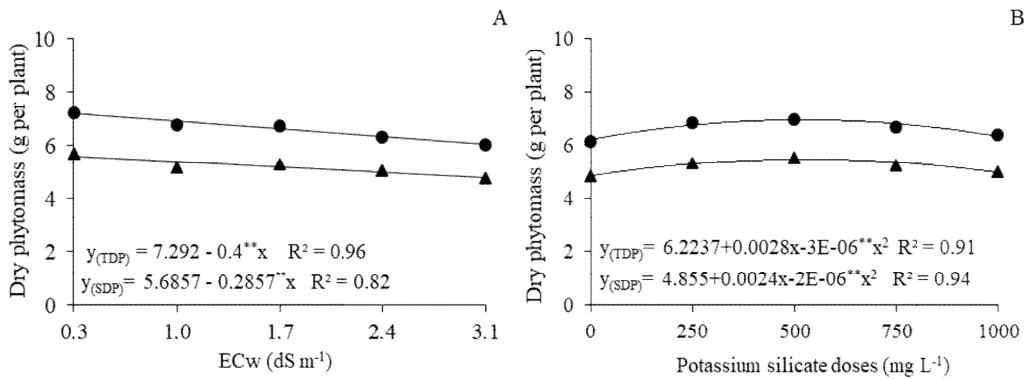 A
Dry phytomass (g per plant)
10
8
6
4
2
0
y(TDP) = 7.292 - 0.4**x R² = 0.96
y(SDP)= 5.6857 - 0.2857**x R² = 0.82
0.3 1.0 1.7 2.4 3.1
ECw (dS m-1)
B
Dry phytomass (g per plant)
10
8
6
4
2
0
y(TDP)= 6.2237+0.0028x-3E-06**x² R² = 0.91
y(SDP)= 4.855+0.0024x-2E-06**x² R² = 0.94
0 250 500 750 1000
Potassium silicate doses (mg L-1)